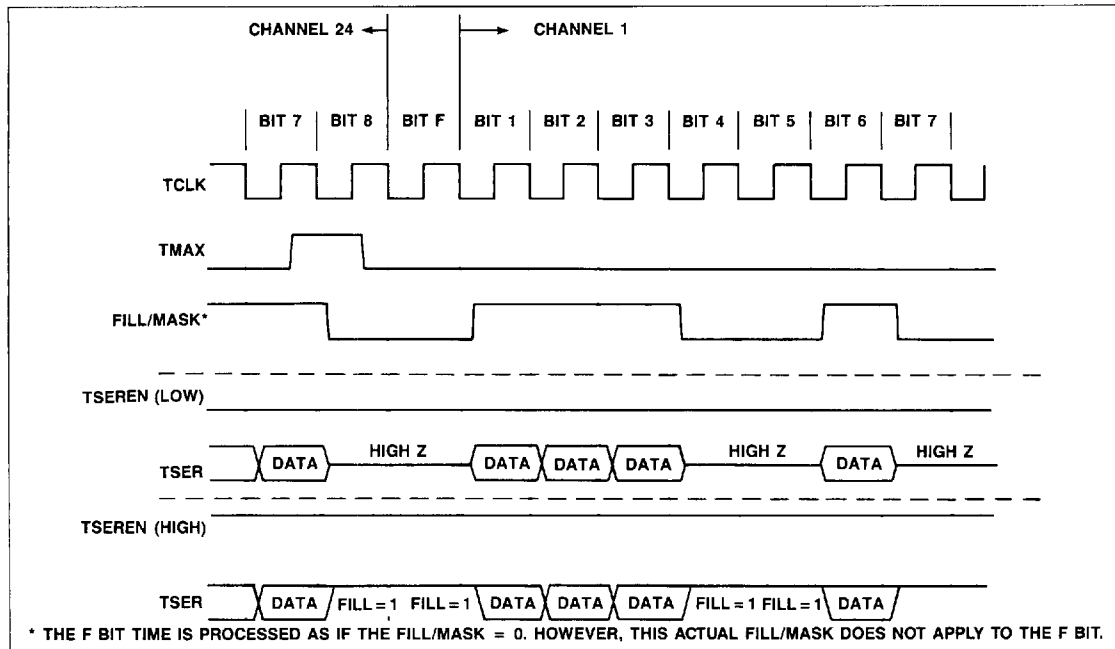 CHANNEL 24 CHANNEL 1
BIT 7 BIT 8 BIT F BIT 1 BIT 2 BIT 3 BIT 4 BIT 5 BIT 6 BIT 7
TCLK
TMAX
FILL/MASK*
TSEREN (LOW)
TSER DATA HIGH Z DATA DATA DATA HIGH Z DATA HIGH Z
TSEREN (HIGH)
TSER DATA FILL=1 FILL=1 DATA DATA DATA FILL=1 FILL=1 DATA
* THE F BIT TIME IS PROCESSED AS IF THE FILL/MASK = 0. HOWEVER, THIS ACTUAL FILL/MASK DOES NOT APPLY TO THE F BIT.